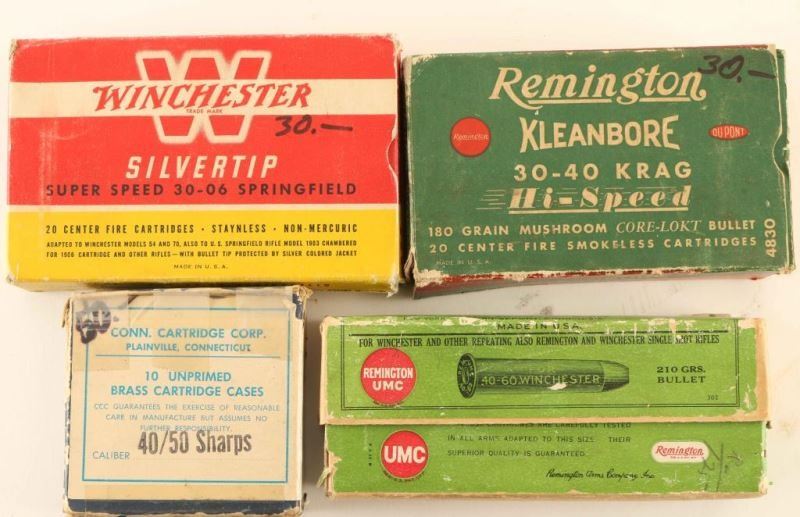 W
WINCHESTER
TRADE MARK
30.—
SILVERTIP
SUPER SPEED 30-06 SPRINGFIELD
20 CENTER FIRE CARTRIDGES · STAYNLESS · NON-MERCURIC
ADAPTED TO WINCHESTER MODELS 54 AND 70, ALSO TO U. S. SPRINGFIELD RIFLE MODEL 1903 CHAMBERED
FOR 1906 CARTRIDGE AND OTHER RIFLES—WITH BULLET TIP PROTECTED BY SILVER COLORED JACKET
MADE IN U. S. A.
Remington
30.—
Remington
KLEANBORE
DU PONT
30-40 KRAG
Hi-Speed
180 GRAIN MUSHROOM CORE-LOKT BULLET
20 CENTER FIRE SMOKELESS CARTRIDGES
4830
MADE IN U. S. A.
CONN. CARTRIDGE CORP.
PLAINVILLE, CONNECTICUT
10 UNPRIMED
BRASS CARTRIDGE CASES
CCC GUARANTEES THE EXERCISE OF REASONABLE
CARE IN MANUFACTURE BUT ASSUMES NO
FURTHER RESPONSIBILITY.
CALIBER 40/50 Sharps
MADE IN U.S.A.
FOR WINCHESTER AND OTHER REPEATING ALSO REMINGTON AND WINCHESTER SINGLE SHOT RIFLES
REMINGTON
UMC
40-60.WINCHESTER
210 GRS.
BULLET
ARE CAREFULLY TESTED
IN ALL ARMS ADAPTED TO THIS SIZE THEIR
SUPERIOR QUALITY IS GUARANTEED.
UMC
Remington
Remington Arms Company Inc.